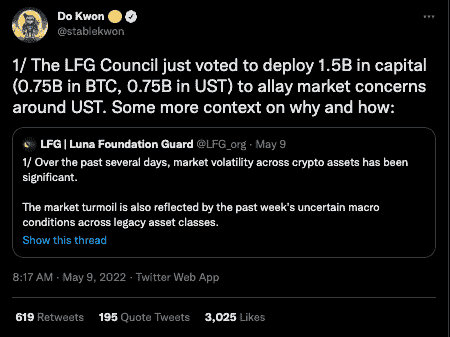 Do Kwon
@stablekwon
1/ The LFG Council just voted to deploy 1.5B in capital
(0.75B in BTC, 0.75B in UST) to allay market concerns
around UST. Some more context on why and how:
LFG | Luna Foundation Guard @LFG_org · May 9
1/ Over the past several days, market volatility across crypto assets has been
significant.
The market turmoil is also reflected by the past week's uncertain macro
conditions across legacy asset classes.
Show this thread
8:17 AM · May 9, 2022 · Twitter Web App
619 Retweets 195 Quote Tweets 3,025 Likes